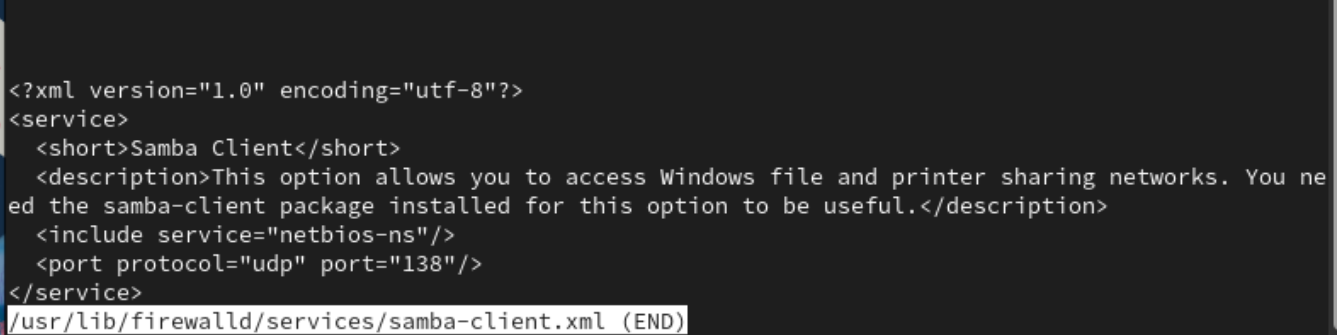 <?xml version="1.0" encoding="utf-8"?>
<service>
  <short>Samba Client</short>
  <description>This option allows you to access Windows file and printer sharing networks. You ne
ed the samba-client package installed for this option to be useful.</description>
  <include service="netbios-ns"/>
  <port protocol="udp" port="138"/>
</service>
/usr/lib/firewalld/services/samba-client.xml (END)